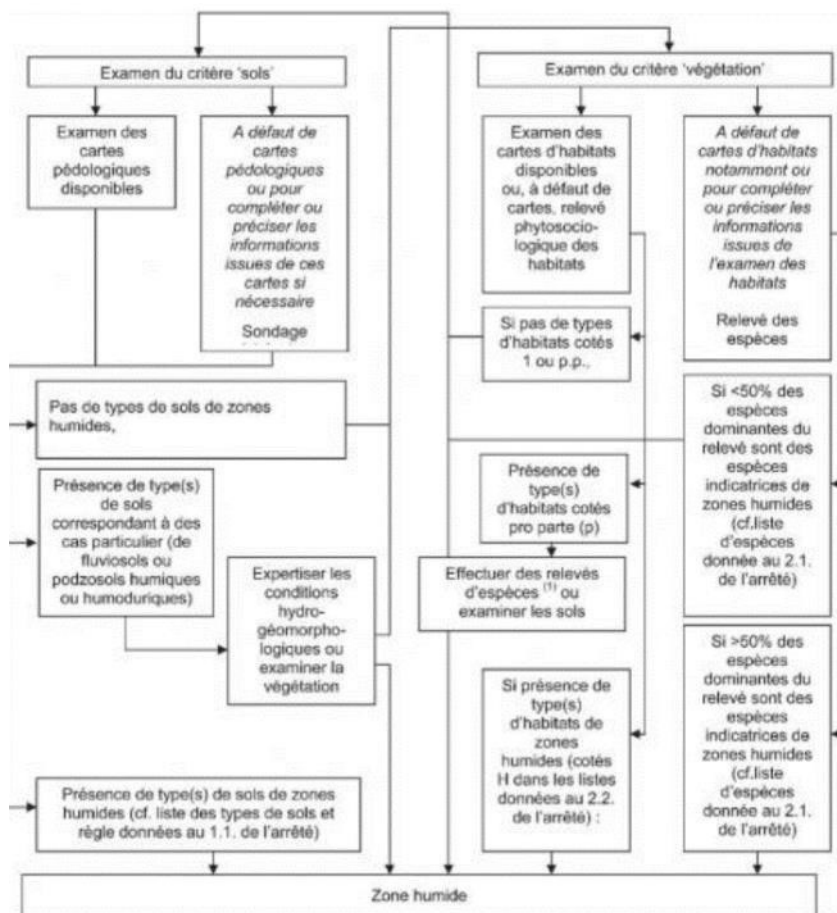 Examen du critère 'sols'
Examen des
cartes
pédologiques
disponibles
A défaut de
cartes
pédologiques
ou pour
compléter ou
préciser les
informations
issues de ces
cartes si
nécessaire
Sondage
Pas de types de sols de zones
humides,
Présence de type(s)
de sols
correspondant à des
cas particulier (de
fluviosols ou
podzosols humiques
ou humoduriques)
Expertiser les
conditions
hydro-
géomorpho-
logiques ou
examiner la
végétation
Présence de type(s) de sols de zones
humides (cf. liste des types de sols et
règle données au 1.1. de l'arrêté)
Examen du critère 'végétation'
Examen des
cartes d'habitats
disponibles
ou, à défaut de
cartes, relevé
phytosocio-
logique des
habitats
A défaut de
cartes d'habitats
notamment ou
pour compléter
ou préciser les
informations
issues de
l'examen des
habitats
Relevé des
espèces
Si pas de types
d'habitats cotés
1 ou p.p.,
Présence de
type(s)
d'habitats cotés
pro parte (p)
Effectuer des relevés
d'espèces (1) ou
examiner les sols
Si présence de
type(s)
d'habitats de
zones
humides (cotés
H dans les listes
données au 2.2.
de l'arrêté) :
Si <50% des
espèces
dominantes du
relevé sont des
espèces
indicatrices de
zones humides
(cf.liste
d'espèces
donnée au 2.1.
de l'arrêté)
Si >50% des
espèces
dominantes du
relevé sont des
espèces
indicatrices de
zones humides
(cf.liste
d'espèces
donnée au 2.1.
de l'arrêté)
Zone humide